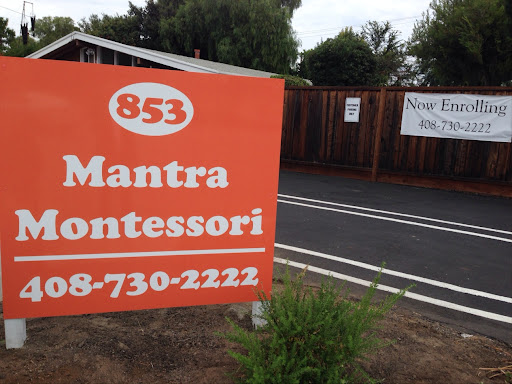 853
Mantra
Montessori
408-730-2222
Now Enrolling
408-730-2222